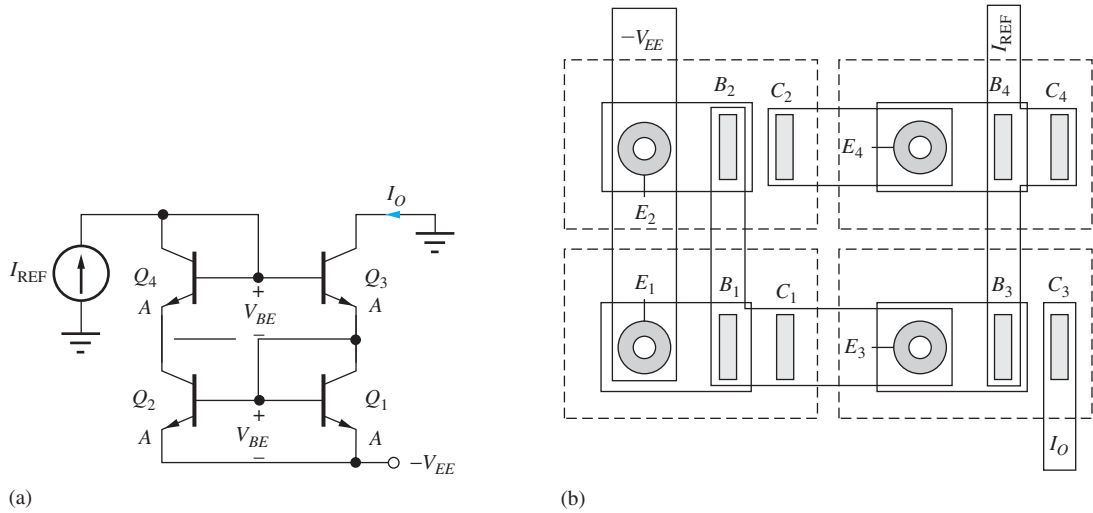 I_O
I_REF
Q_4
Q_3
A
+
A
V_BE
–
Q_2
Q_1
A
+
A
V_BE
–
–V_EE
(a)
–V_EE
I_REF
B_2
C_2
B_4
C_4
E_4
E_2
E_1
B_1
C_1
B_3
C_3
E_3
I_O
(b)